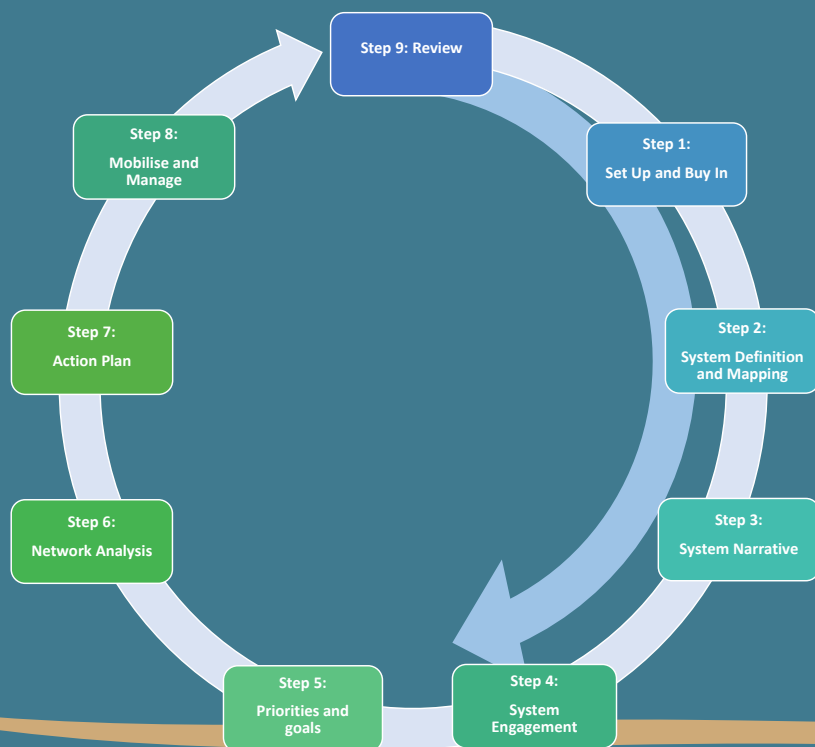 Step 9: Review
Step 1:
Set Up and Buy In
Step 2:
System Definition
and Mapping
Step 3:
System Narrative
Step 4:
System
Engagement
Step 5:
Priorities and
goals
Step 6:
Network Analysis
Step 7:
Action Plan
Step 8:
Mobilise and
Manage